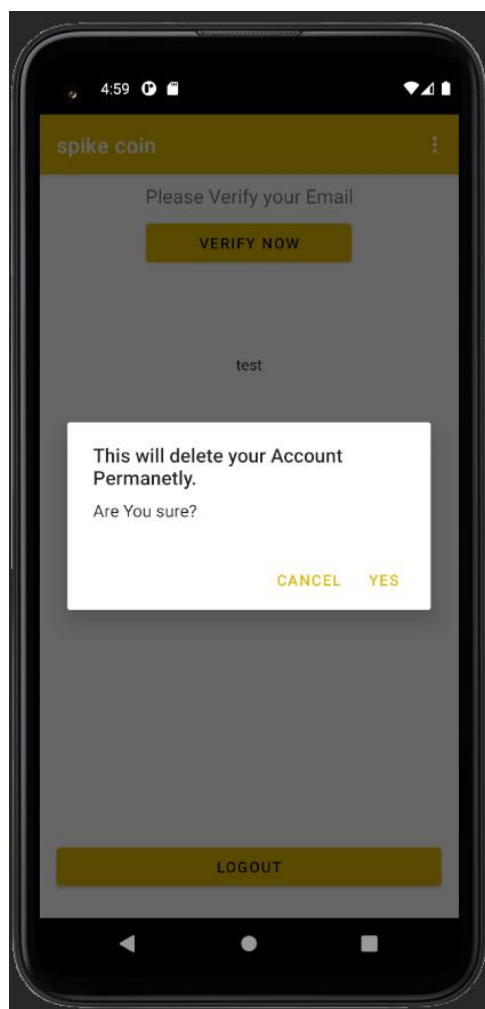 4:59
spike coin
Please Verify your Email
VERIFY NOW
test
This will delete your Account
Permanetly.
Are You sure?
CANCEL YES
LOGOUT